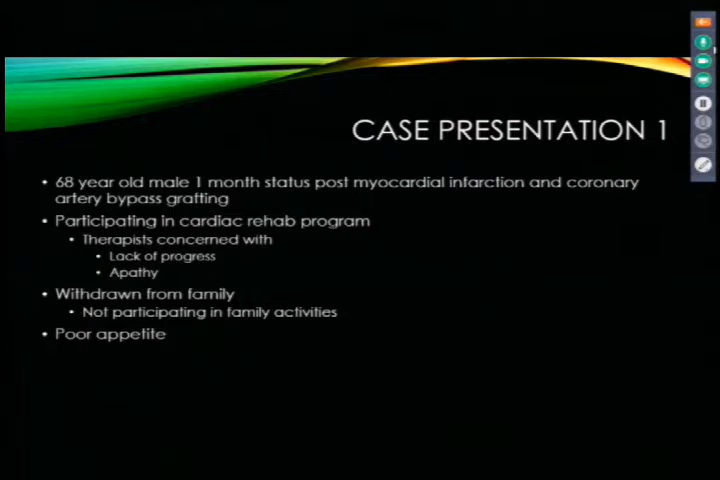 CASE PRESENTATION 1
• 68 year old male 1 month status post myocardial infarction and coronary
artery bypass grafting
• Participating in cardiac rehab program
• Therapists concerned with
• Lack of progress
• Apathy
• Withdrawn from family
• Not participating in family activities
• Poor appetite